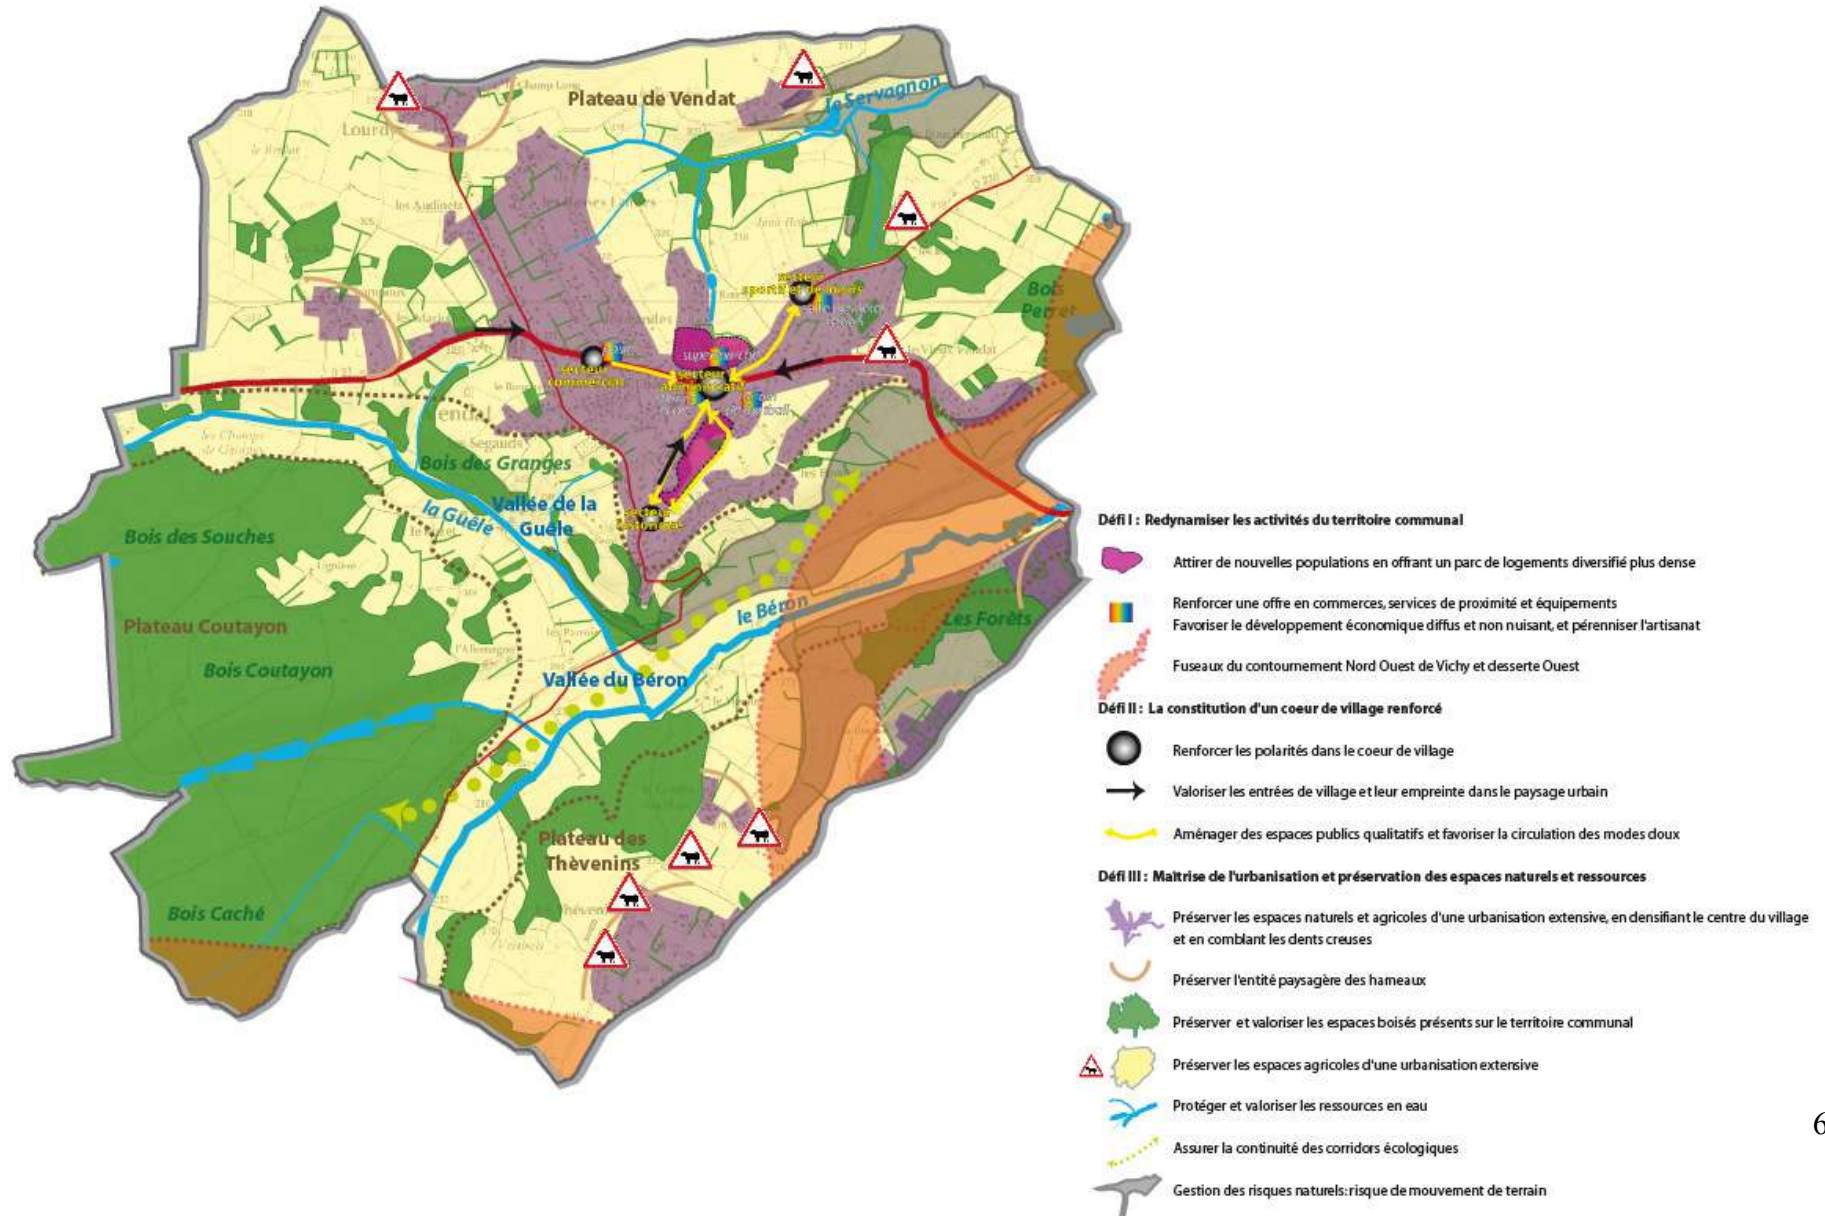 Plateau de Vendat
le Servagnon
Lourdy
les Audinets
secteur
sportif et de loisirs
Bois
Perret
le Vieux Vendat
secteur
commercial
secteur
administratif
Bois des Granges
Vallée de la
Guèle
la Guèle
secteur
Bois des Souches
le Béron
Les Forêts
Plateau Coutayon
Bois Coutayon
Vallée du Béron
Plateau des
Thèvenins
Bois Caché
Défi I : Redynamiser les activités du territoire communal
Attirer de nouvelles populations en offrant un parc de logements diversifié plus dense
Renforcer une offre en commerces, services de proximité et équipements
Favoriser le développement économique diffus et non nuisant, et pérenniser l'artisanat
Fuseaux du contournement Nord Ouest de Vichy et desserte Ouest
Défi II : La constitution d'un coeur de village renforcé
Renforcer les polarités dans le coeur de village
Valoriser les entrées de village et leur empreinte dans le paysage urbain
Aménager des espaces publics qualitatifs et favoriser la circulation des modes doux
Défi III : Maîtrise de l'urbanisation et préservation des espaces naturels et ressources
Préserver les espaces naturels et agricoles d'une urbanisation extensive, en densifiant le centre du village
et en comblant les dents creuses
Préserver l'entité paysagère des hameaux
Préserver et valoriser les espaces boisés présents sur le territoire communal
Préserver les espaces agricoles d'une urbanisation extensive
Protéger et valoriser les ressources en eau
Assurer la continuité des corridors écologiques
Gestion des risques naturels: risque de mouvement de terrain
6